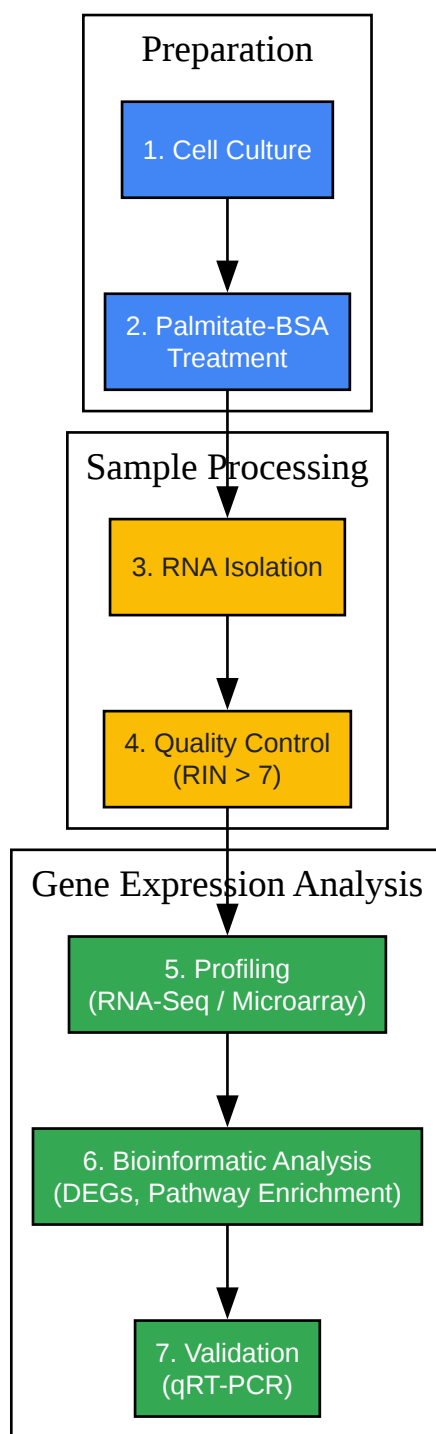 Preparation
1. Cell Culture
2. Palmitate-BSA
Treatment
Sample Processing
3. RNA Isolation
4. Quality Control
(RIN > 7)
Gene Expression Analysis
5. Profiling
(RNA-Seq / Microarray)
6. Bioinformatic Analysis
(DEGs, Pathway Enrichment)
7. Validation
(qRT-PCR)